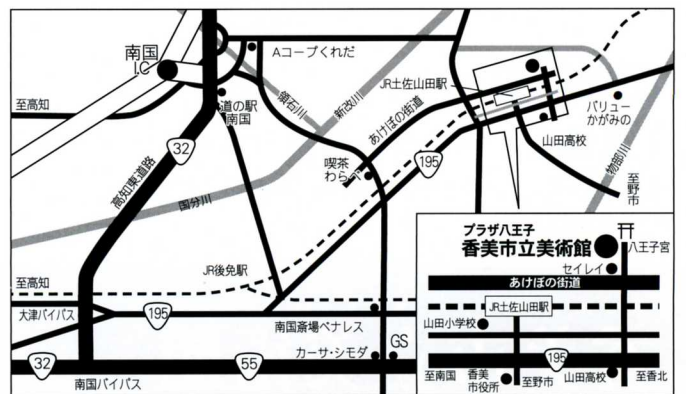 南国
I.C
Aコープくれだ
JR土佐山田駅
至高知
道の駅
南国
領石川
新改川
あけぼの街道
バリュー
かがみの
山田高校
物部川
32
高知東道路
喫茶
わらべ
195
至野市
国分川
プラザ八王子
香美市立美術館
八王子宮
セイレイ
あけぼの街道
JR後免駅
至高知
JR土佐山田駅
大津バイパス
195
南国斎場ベナレス
山田小学校
カーサ・シモダ
GS
195
32
55
至南国
香美
市役所
至野市
山田高校
至香北
南国バイパス